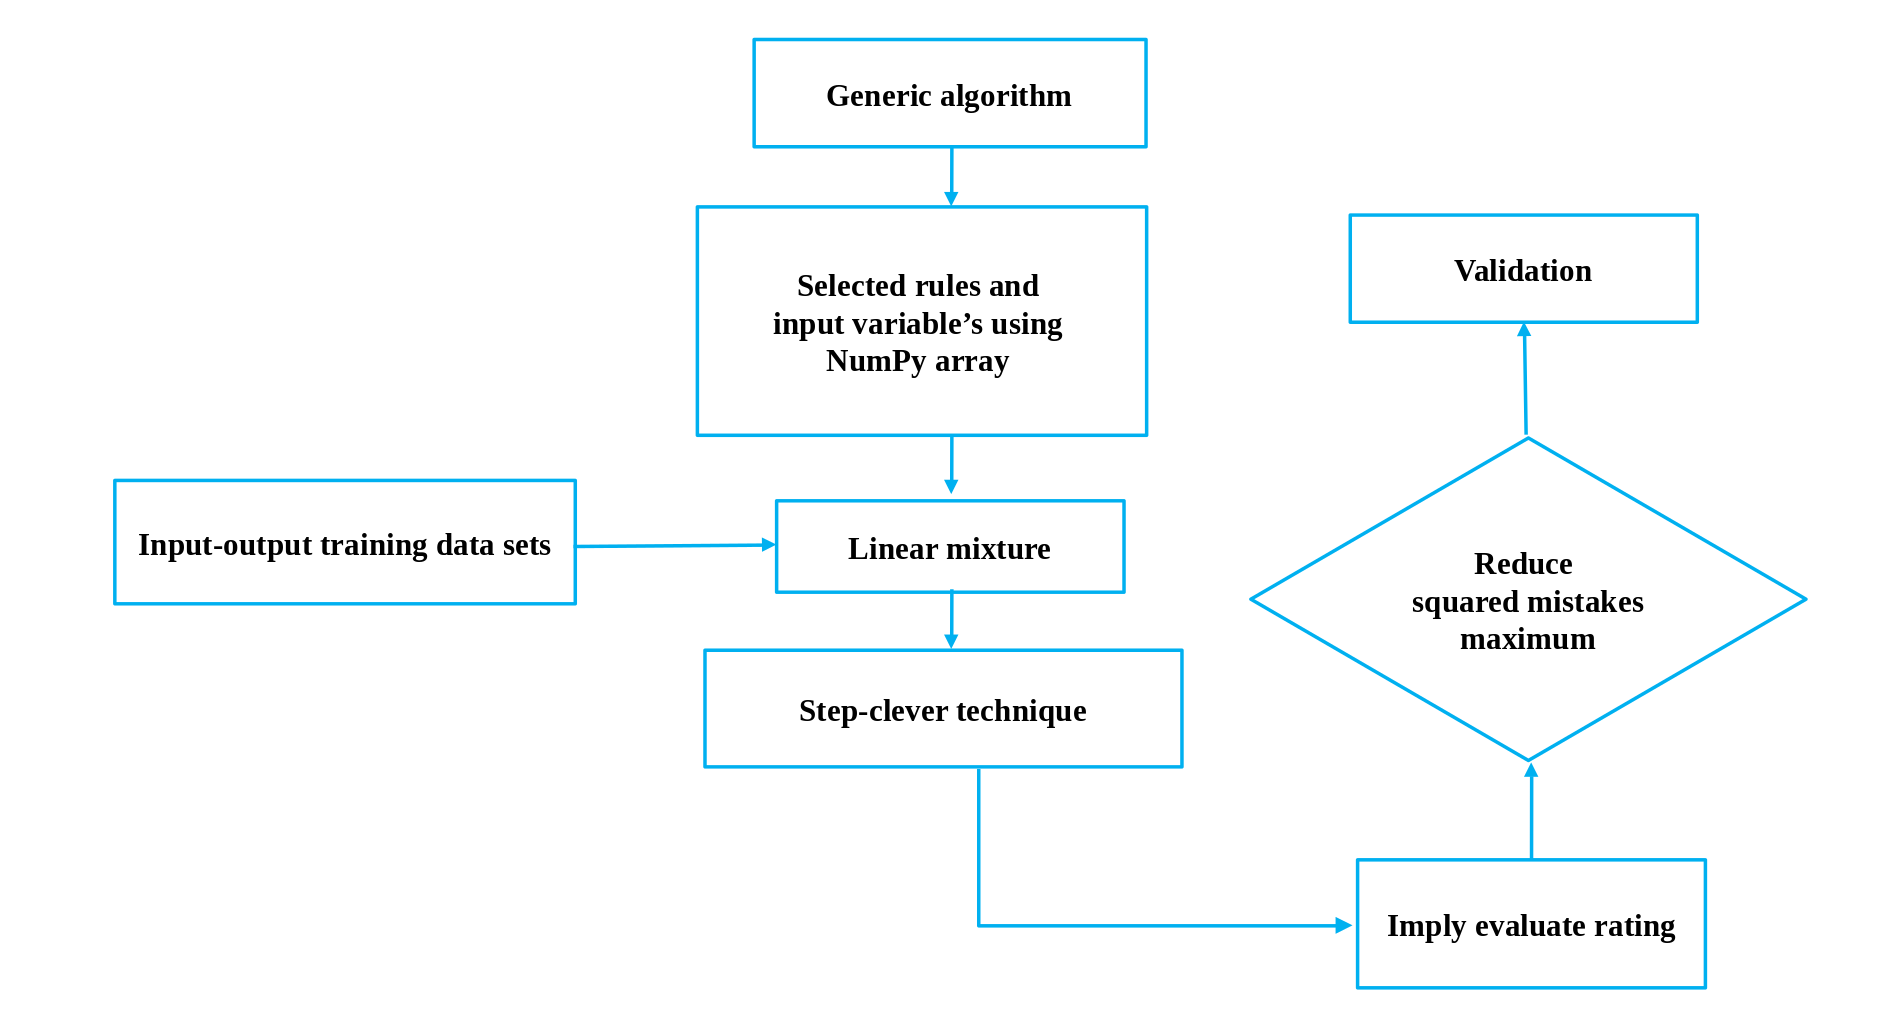 Generic algorithm
Selected rules and
input variable’s using
NumPy array
Input-output training data sets
Linear mixture
Step-clever technique
Imply evaluate rating
Reduce
squared mistakes
maximum
Validation